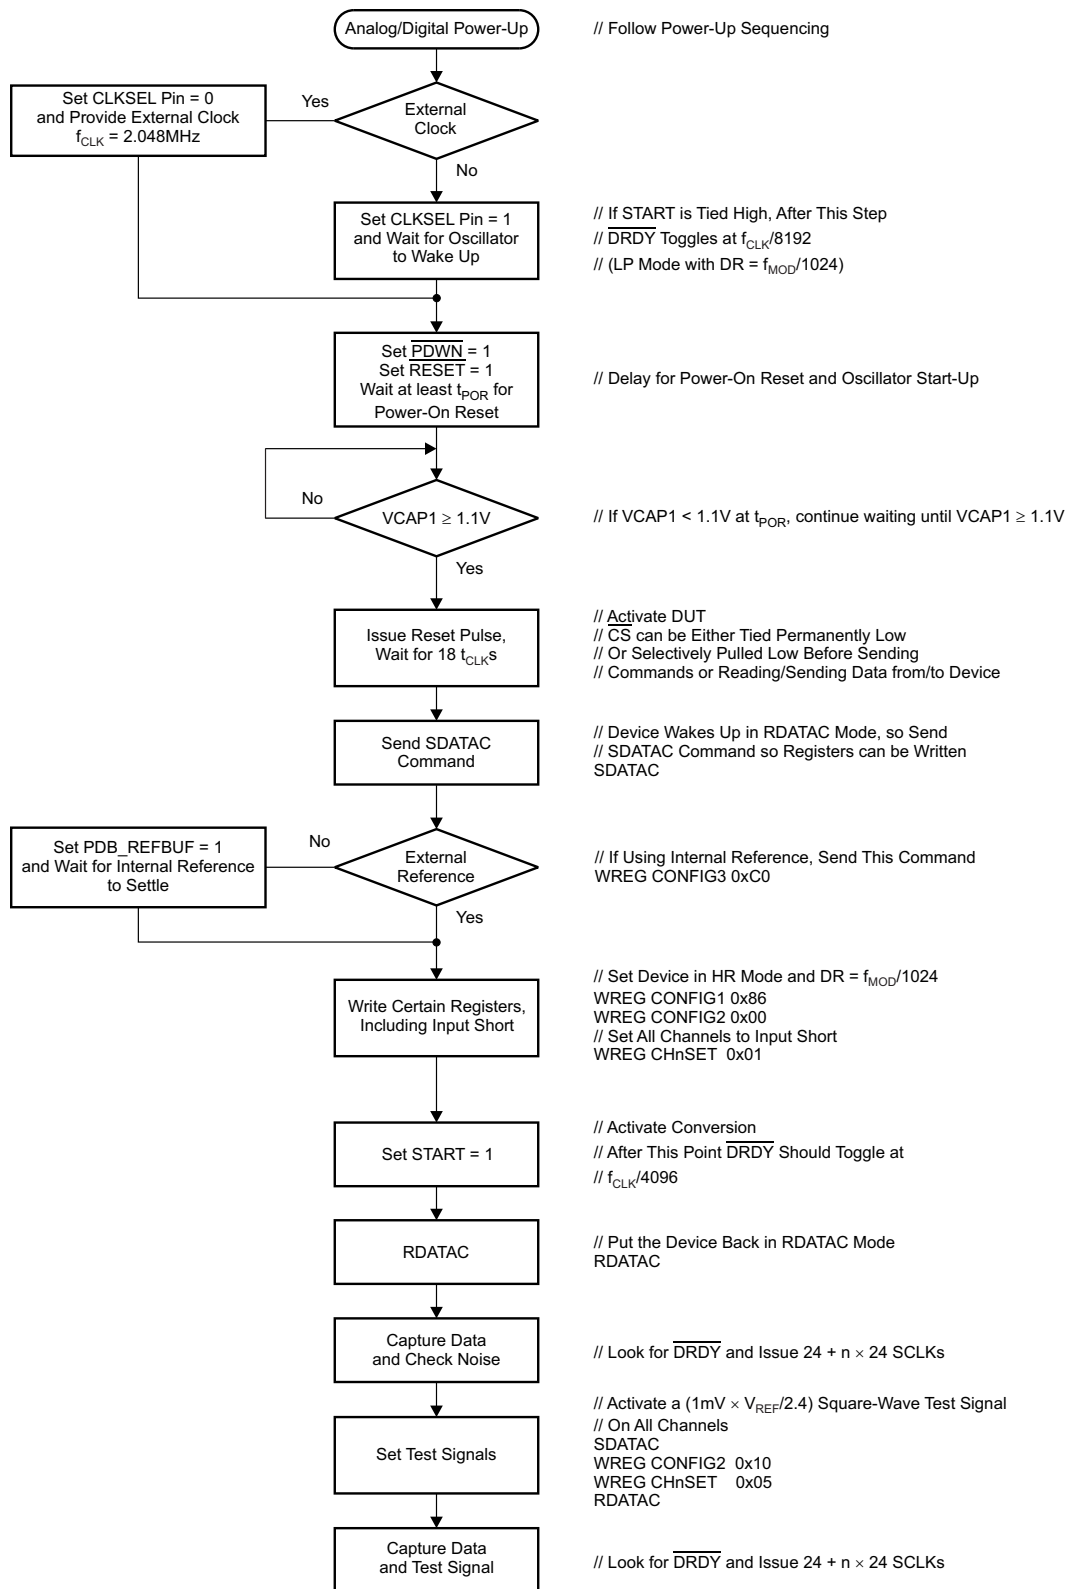 Analog/Digital Power-Up
// Follow Power-Up Sequencing
External
Clock
Yes
Set CLKSEL Pin = 0
and Provide External Clock
fCLK = 2.048MHz
No
Set CLKSEL Pin = 1
and Wait for Oscillator
to Wake Up
// If START is Tied High, After This Step
// DRDY Toggles at fCLK/8192
// (LP Mode with DR = fMOD/1024)
Set PDWN = 1
Set RESET = 1
Wait at least tPOR for
Power-On Reset
// Delay for Power-On Reset and Oscillator Start-Up
No
VCAP1 ≥ 1.1V
// If VCAP1 < 1.1V at tPOR, continue waiting until VCAP1 ≥ 1.1V
Yes
Issue Reset Pulse,
Wait for 18 tCLKs
// Activate DUT
// CS can be Either Tied Permanently Low
// Or Selectively Pulled Low Before Sending
// Commands or Reading/Sending Data from/to Device
Send SDATAC
Command
// Device Wakes Up in RDATAC Mode, so Send
// SDATAC Command so Registers can be Written
SDATAC
External
Reference
No
Set PDB_REFBUF = 1
and Wait for Internal Reference
to Settle
// If Using Internal Reference, Send This Command
WREG CONFIG3 0xC0
Yes
Write Certain Registers,
Including Input Short
// Set Device in HR Mode and DR = fMOD/1024
WREG CONFIG1 0x86
WREG CONFIG2 0x00
// Set All Channels to Input Short
WREG CHnSET 0x01
Set START = 1
// Activate Conversion
// After This Point DRDY Should Toggle at
// fCLK/4096
RDATAC
// Put the Device Back in RDATAC Mode
RDATAC
Capture Data
and Check Noise
// Look for DRDY and Issue 24 + n × 24 SCLKs
Set Test Signals
// Activate a (1mV × VREF/2.4) Square-Wave Test Signal
// On All Channels
SDATAC
WREG CONFIG2 0x10
WREG CHnSET 0x05
RDATAC
Capture Data
and Test Signal
// Look for DRDY and Issue 24 + n × 24 SCLKs